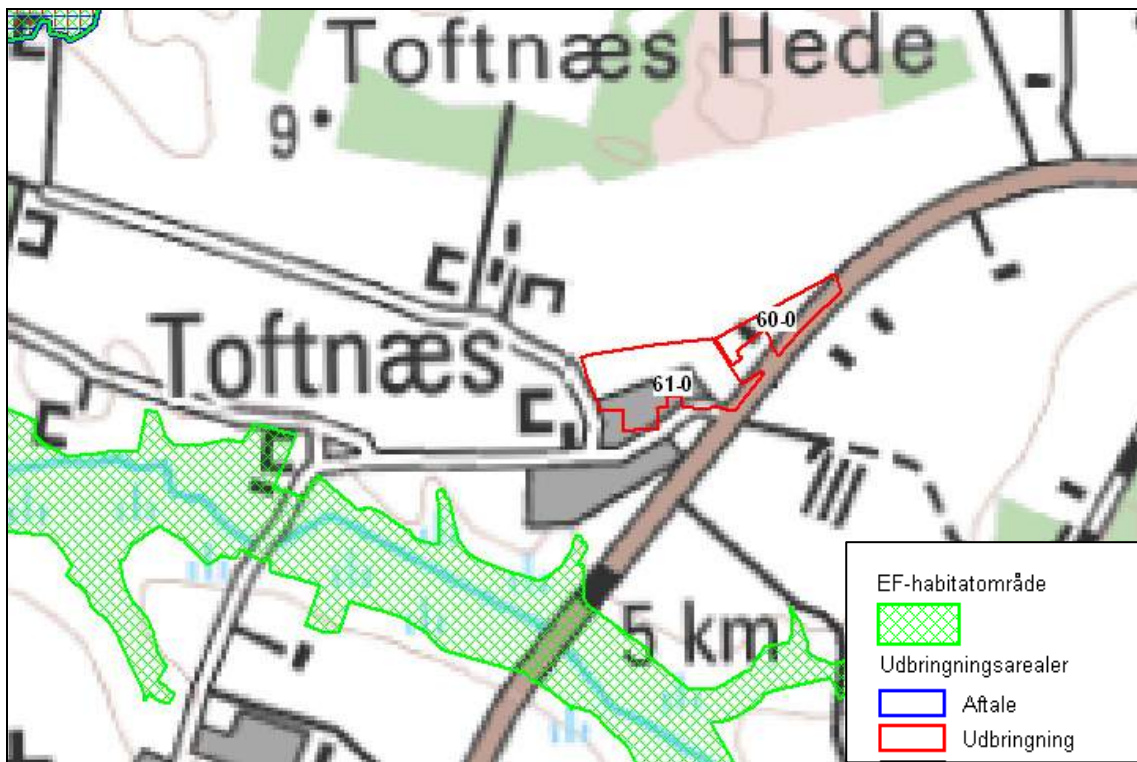 Toftnæs Hede
9
Toftnæs
60-0
61-0
5 km
EF-habitatområde
Udbringningsarealer
Aftale
Udbringning